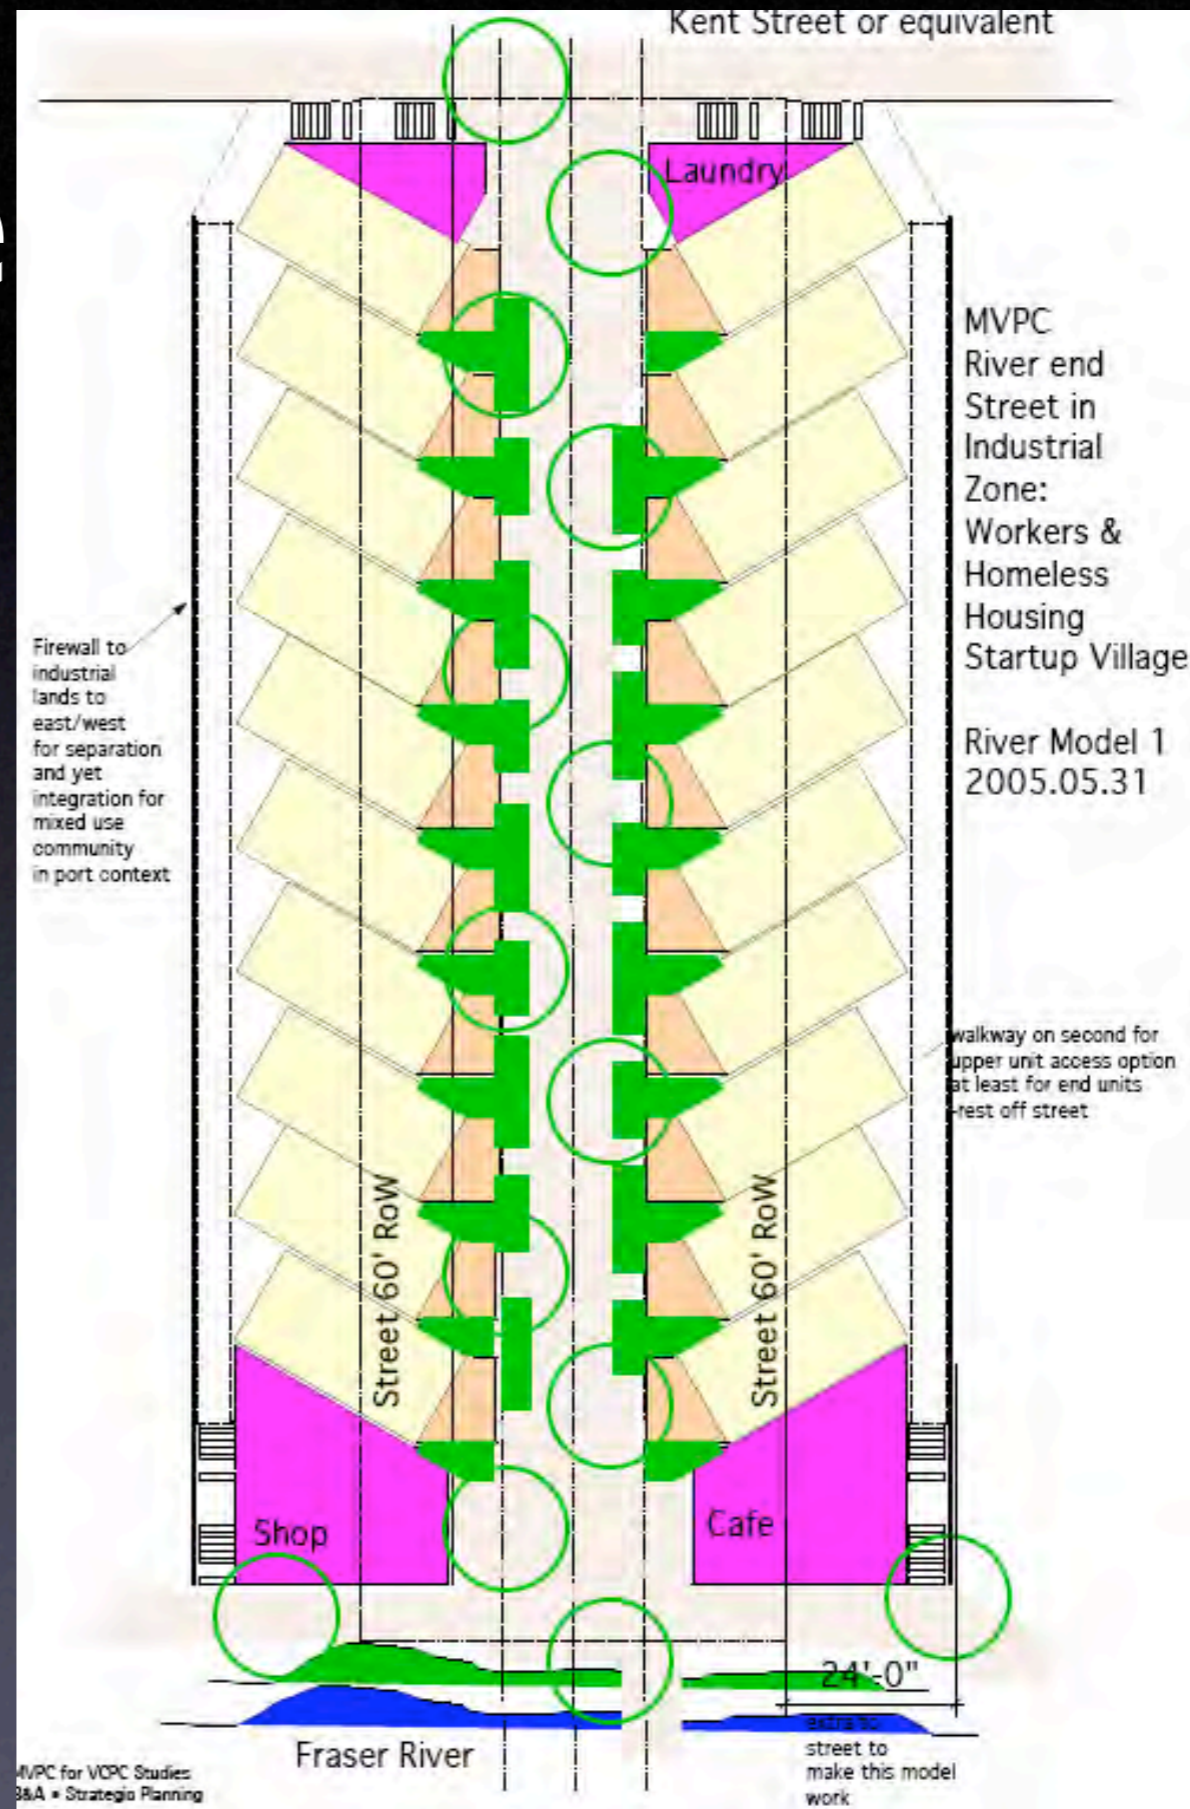 Kent Street or equivalent
Laundry
MVPC
River end
Street in
Industrial
Zone:
Workers &
Homeless
Housing
Startup Village
River Model 1
2005.05.31
Firewall to
industrial
lands to
east/west
for separation
and yet
integration for
mixed use
community
in port context
walkway on second for
upper unit access option
at least for end units
-rest off street
Street 60' RoW
Street 60' RoW
Shop
Cafe
24'-0"
extra to
street to
make this model
work
Fraser River
MVPC for VCPC Studies
B&A • Strategic Planning